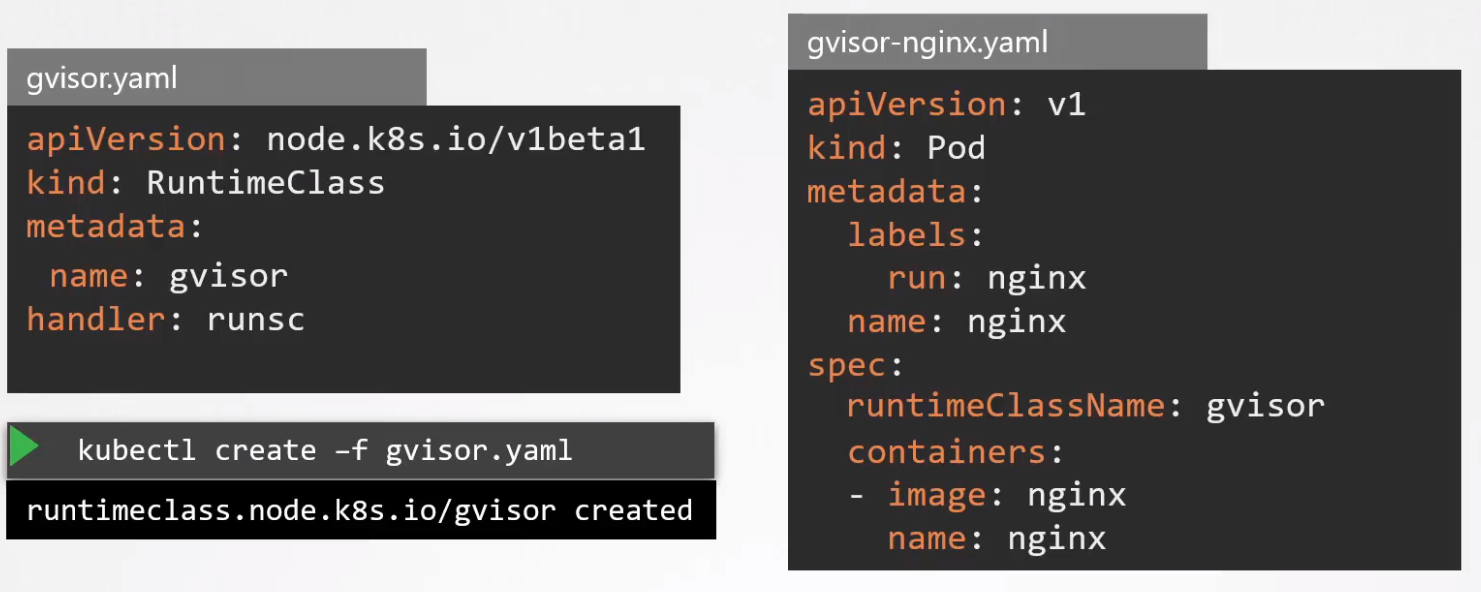 gvisor.yaml
apiVersion: node.k8s.io/v1beta1
kind: RuntimeClass
metadata:
 name: gvisor
handler: runsc
kubectl create –f gvisor.yaml
runtimeclass.node.k8s.io/gvisor created
gvisor-nginx.yaml
apiVersion: v1
kind: Pod
metadata:
  labels:
    run: nginx
  name: nginx
spec:
  runtimeClassName: gvisor
  containers:
  - image: nginx
    name: nginx